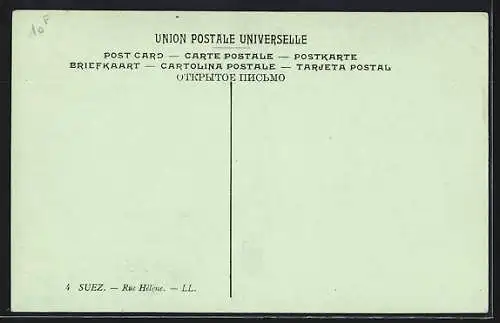 10F
UNION POSTALE UNIVERSELLE
POST CARD — CARTE POSTALE — POSTKARTE
BRIEFKAART — CARTOLINA POSTALE — TARJETA POSTAL
ОТКРЫТОЕ ПИСЬМО
4 SUEZ. — Rue Hélène. — LL.